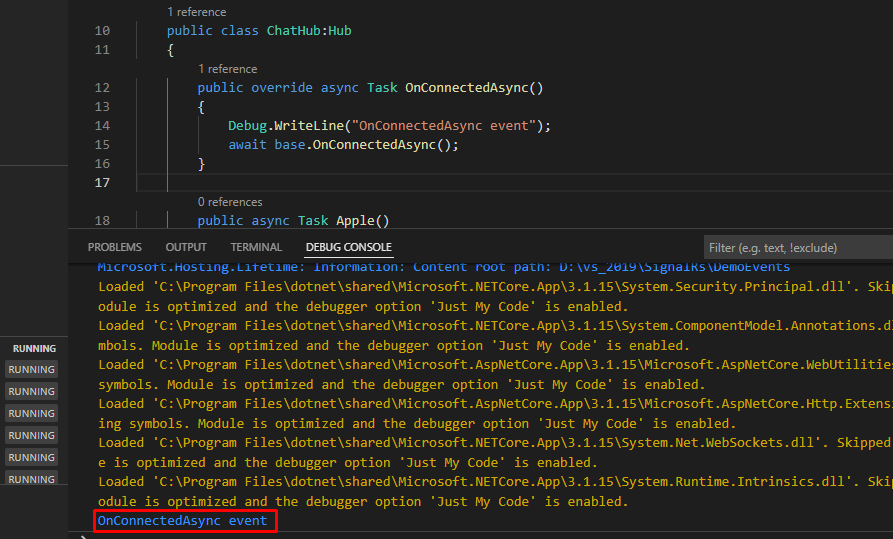 1 reference
10 public class ChatHub:Hub
11 {
1 reference
12 public override async Task OnConnectedAsync()
13 {
14 Debug.WriteLine("OnConnectedAsync event");
15 await base.OnConnectedAsync();
16 }
17
0 references
18 public async Task Apple()
PROBLEMS OUTPUT TERMINAL DEBUG CONSOLE Filter (e.g. text, !exclude)
Microsoft.Hosting.Lifetime: Information: Content root path: D:\vs_2019\SignalRs\DemoEvents
Loaded 'C:\Program Files\dotnet\shared\Microsoft.NETCore.App\3.1.15\System.Security.Principal.dll'. Skip
odule is optimized and the debugger option 'Just My Code' is enabled.
Loaded 'C:\Program Files\dotnet\shared\Microsoft.NETCore.App\3.1.15\System.ComponentModel.Annotations.d
mbols. Module is optimized and the debugger option 'Just My Code' is enabled.
Loaded 'C:\Program Files\dotnet\shared\Microsoft.AspNetCore.App\3.1.15\Microsoft.AspNetCore.WebUtilities
symbols. Module is optimized and the debugger option 'Just My Code' is enabled.
Loaded 'C:\Program Files\dotnet\shared\Microsoft.AspNetCore.App\3.1.15\Microsoft.AspNetCore.Http.Extens
ing symbols. Module is optimized and the debugger option 'Just My Code' is enabled.
Loaded 'C:\Program Files\dotnet\shared\Microsoft.NETCore.App\3.1.15\System.Net.WebSockets.dll'. Skipped
e is optimized and the debugger option 'Just My Code' is enabled.
Loaded 'C:\Program Files\dotnet\shared\Microsoft.NETCore.App\3.1.15\System.Runtime.Intrinsics.dll'. Skip
odule is optimized and the debugger option 'Just My Code' is enabled.
OnConnectedAsync event
RUNNING
RUNNING
RUNNING
RUNNING
RUNNING
RUNNING
RUNNING